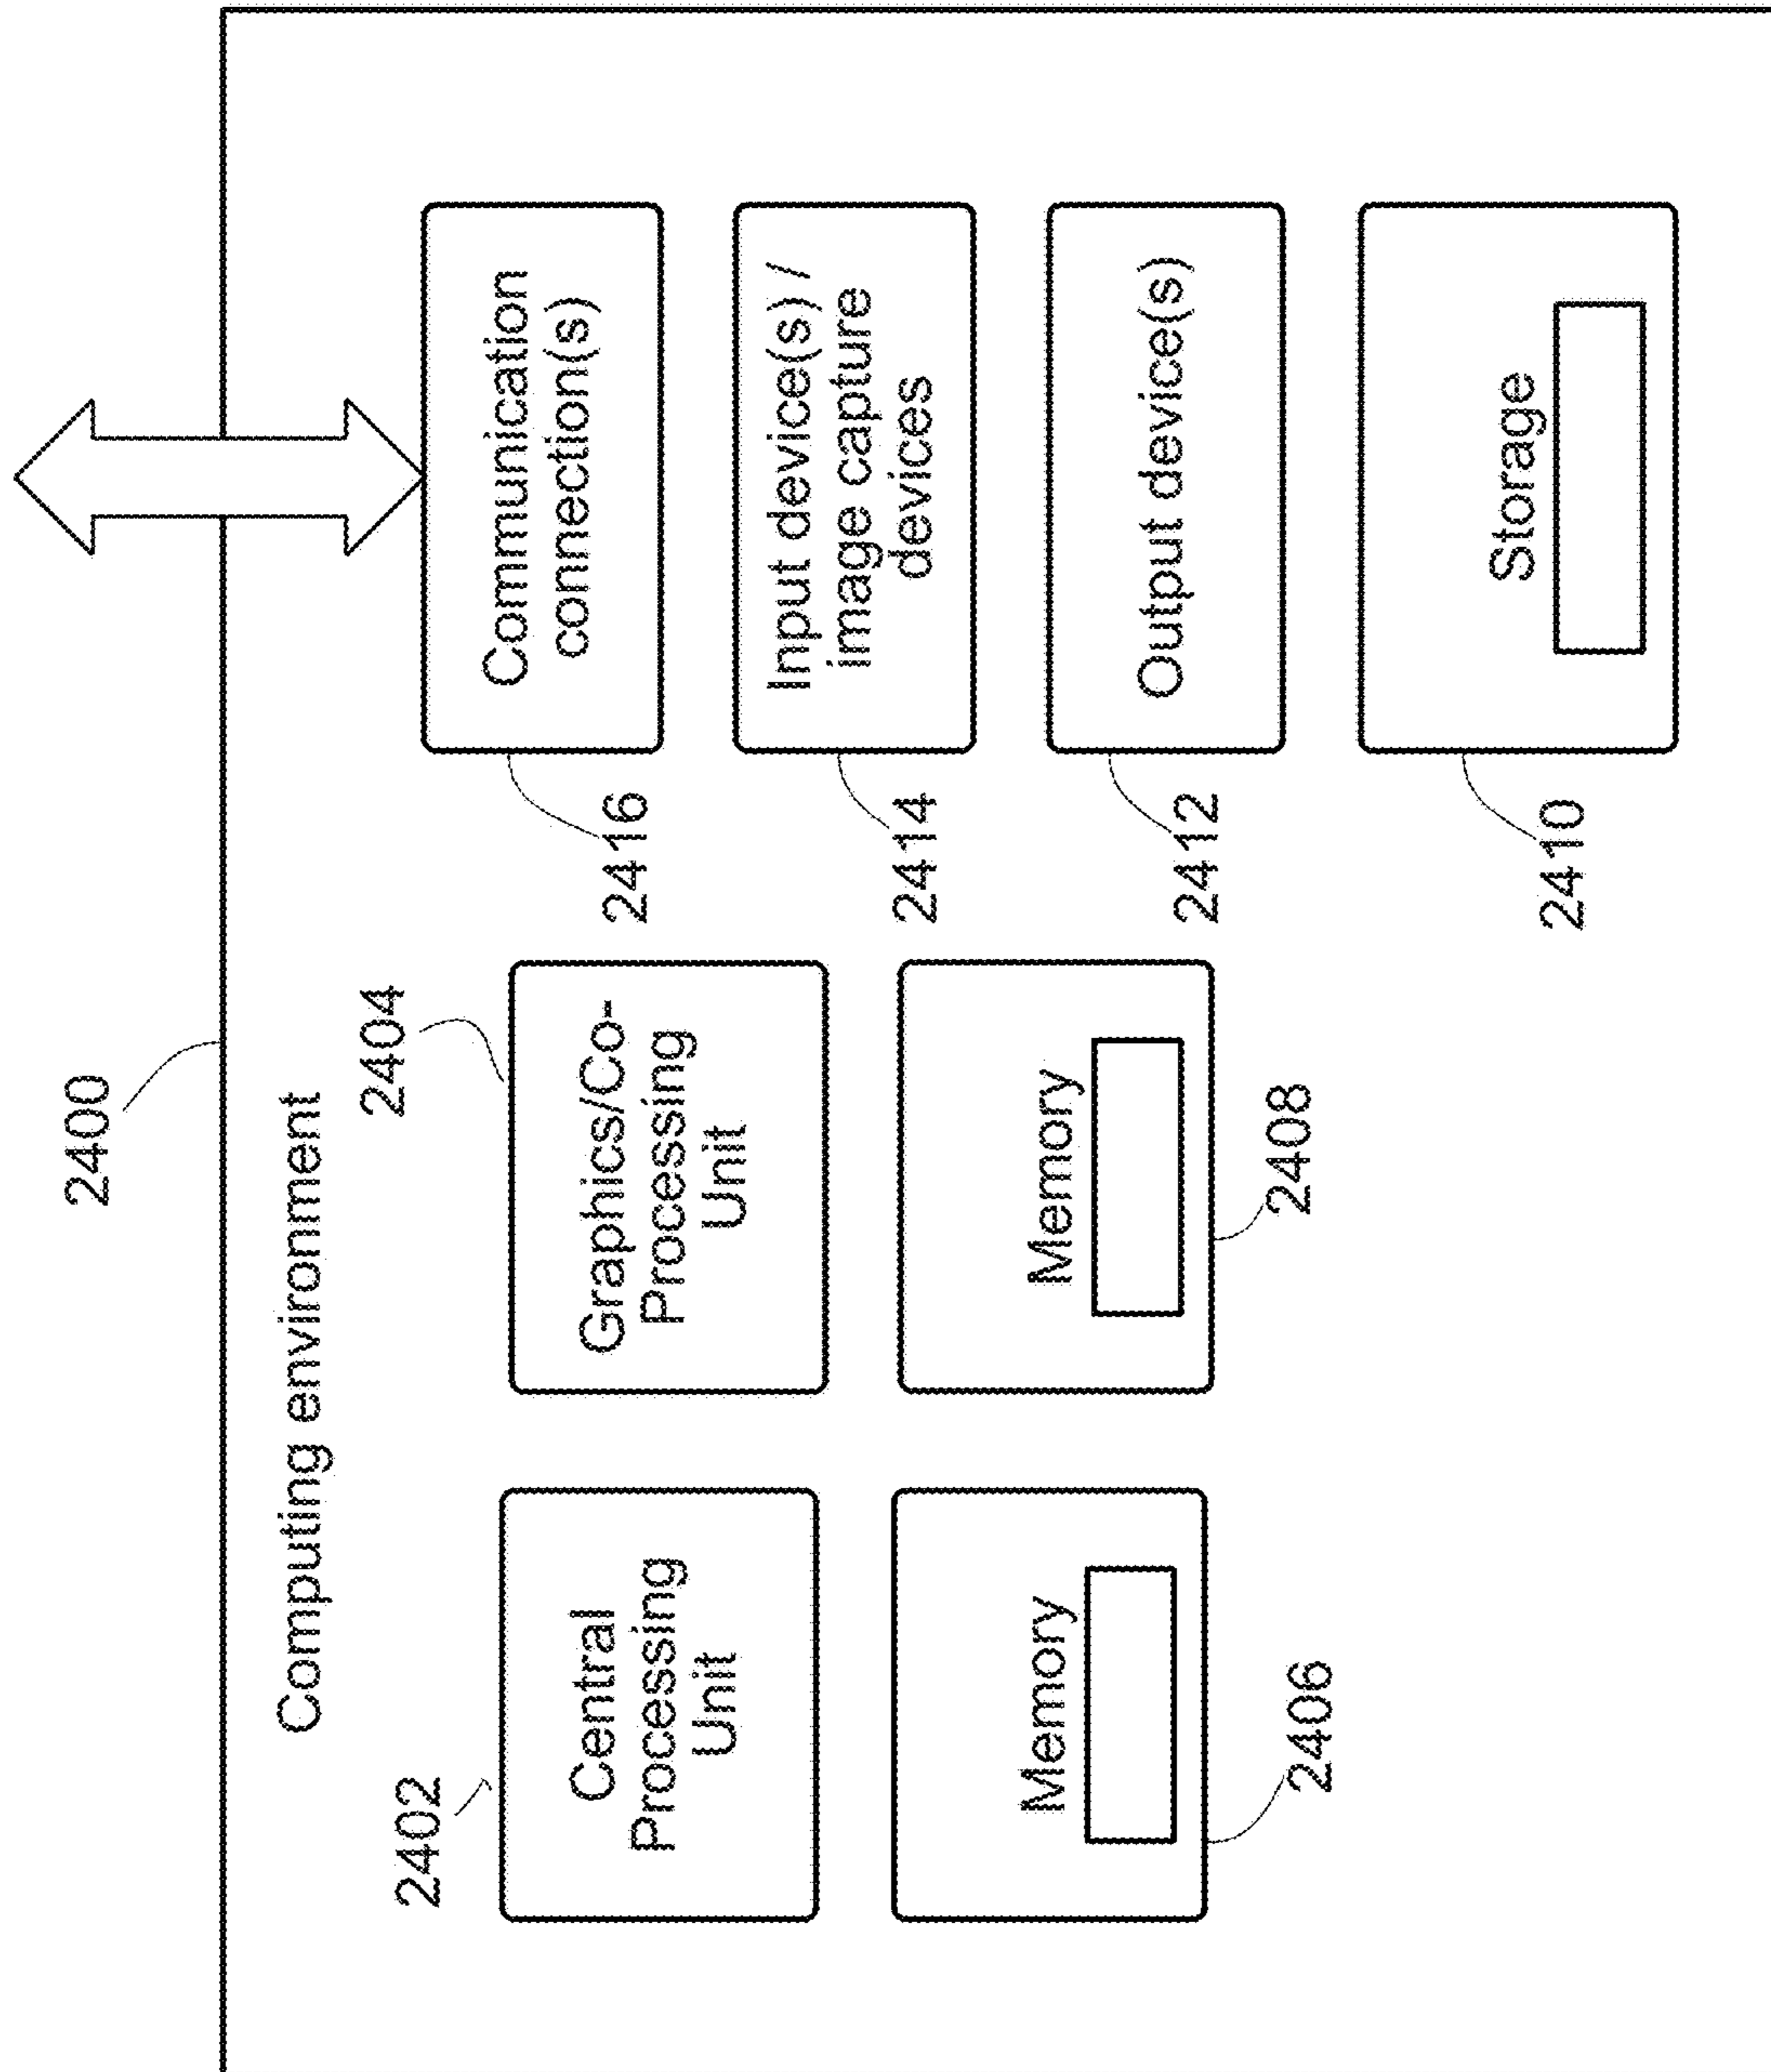 2400
Computing environment
2402
Central
Processing
Unit
2404
Graphics/Co-
Processing
Unit
Memory
2406
Memory
2408
Communication
connection(s)
2416
Input device(s) /
image capture
devices
2414
Output device(s)
2412
Storage
2410